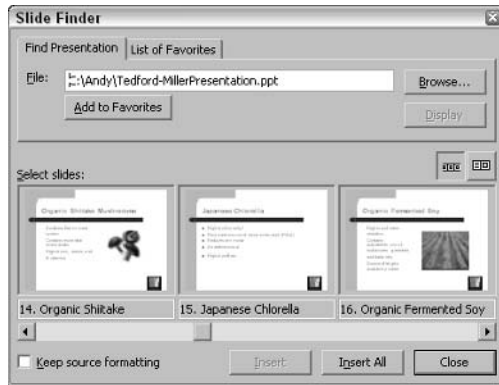 Slide Finder
Find Presentation
List of Favorites
File:
:\Andy\Tedford-MillerPresentation.ppt
Browse...
Add to Favorites
Display
Select slides:
Organic Shiitake Mushrooms
Japanese Chlorella
Organic Fermented Soy
14. Organic Shiitake
15. Japanese Chlorella
16. Organic Fermented Soy
Keep source formatting
Insert
Insert All
Close